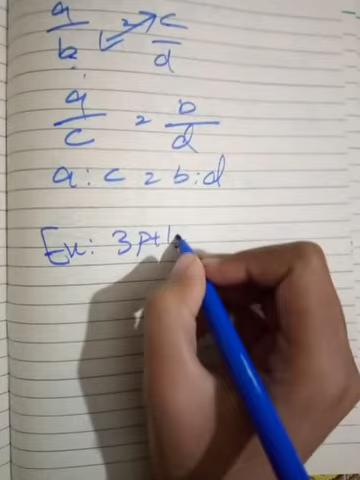 a/b = c/d
a/c = b/d
a : c = b : d
Ex: 3p+